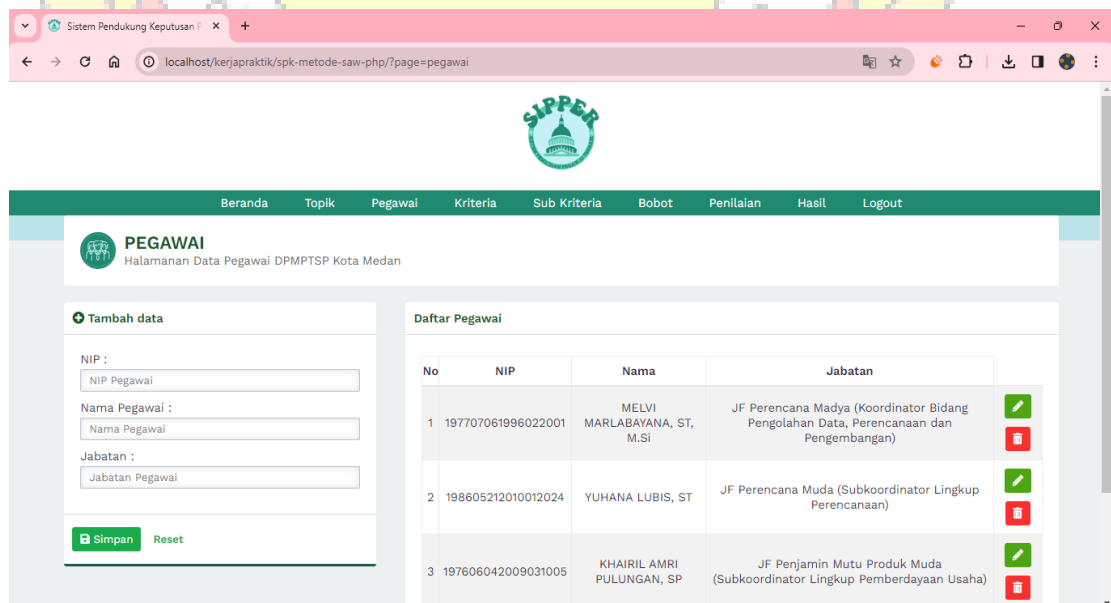 Sistem Pendukung Keputusan P
localhost/kerjapraktik/spk-metode-saw-php/?page=pegawai
SIPPER
Beranda Topik Pegawai Kriteria Sub Kriteria Bobot Penilaian Hasil Logout
PEGAWAI
Halamanan Data Pegawai DPMPTSP Kota Medan
Tambah data
NIP :
NIP Pegawai
Nama Pegawai :
Nama Pegawai
Jabatan :
Jabatan Pegawai
Simpan Reset
Daftar Pegawai
No NIP Nama Jabatan
1 197707061996022001 MELVI MARLABAYANA, ST, M.Si JF Perencana Madya (Koordinator Bidang Pengolahan Data, Perencanaan dan Pengembangan)
2 198605212010012024 YUHANA LUBIS, ST JF Perencana Muda (Subkoordinator Lingkup Perencanaan)
3 197606042009031005 KHAIRIL AMRI PULUNGAN, SP JF Penjamin Mutu Produk Muda (Subkoordinator Lingkup Pemberdayaan Usaha)